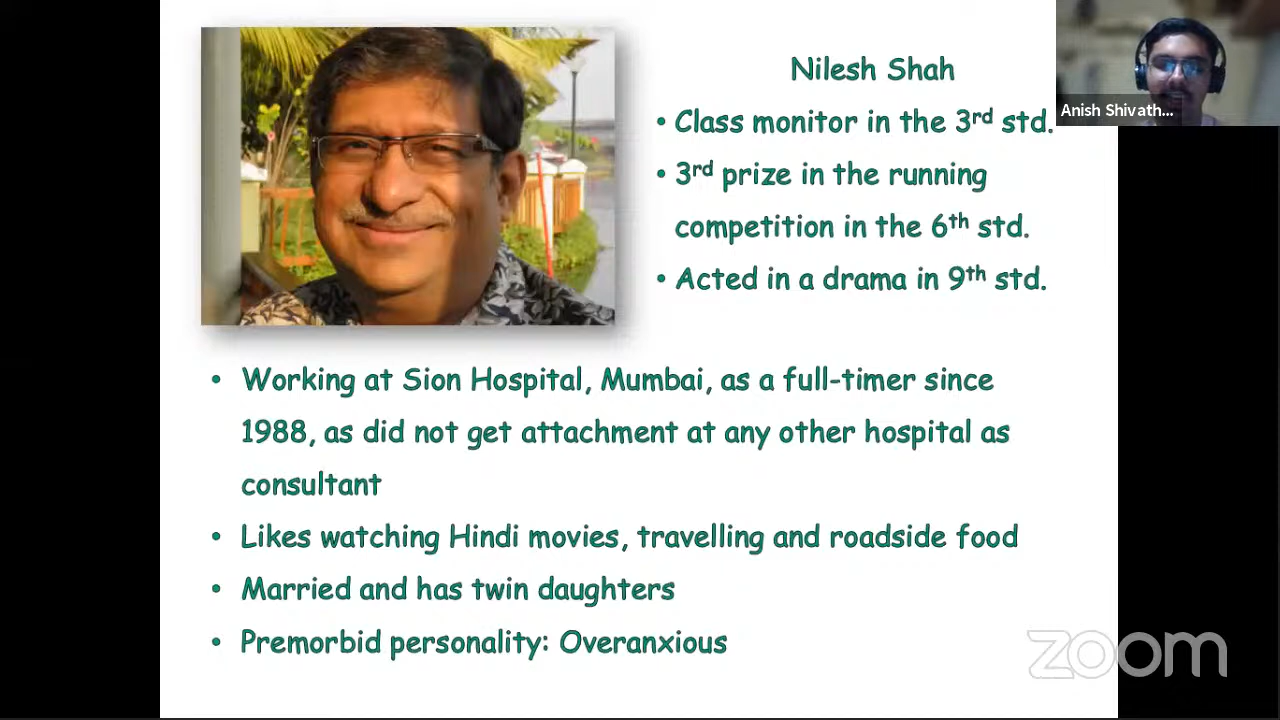 Nilesh Shah
• Class monitor in the 3rd std.
• 3rd prize in the running
competition in the 6th std.
• Acted in a drama in 9th std.
Anish Shivath...
• Working at Sion Hospital, Mumbai, as a full-timer since
1988, as did not get attachment at any other hospital as
consultant
• Likes watching Hindi movies, travelling and roadside food
• Married and has twin daughters
• Premorbid personality: Overanxious
zoom